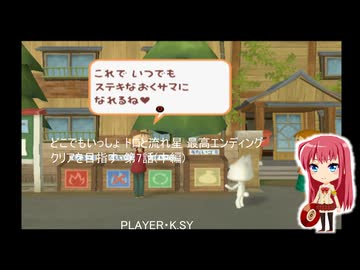 これで いつでも
ステキなおくサマに
なれるね♥
どこでもいっしょ トロと流れ星 最高エンディング
クリアを目指す 第7話(中編)
PLAYER・K.SY